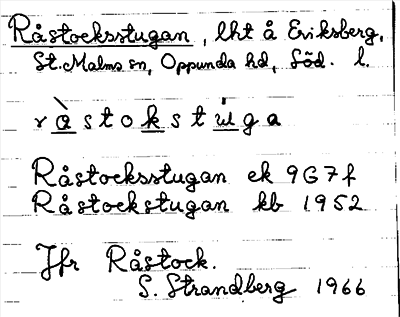 Råstocksstugan, lht å Eriksberg,
St. Malms sn, Oppunda hd, Söd. l.
ràstokstùga
Råstocksstugan ek 9G7f
Råstockstugan kb 1952
Jfr Råstock.
S. Strandberg 1966